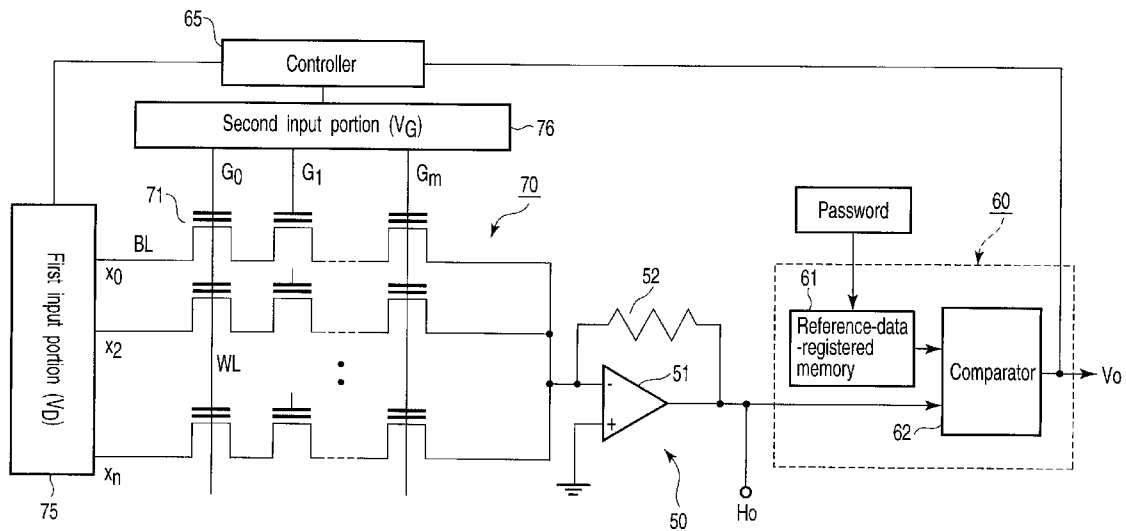 65
Controller
Second input portion (VG)
76
G0
G1
Gm
71
70
BL
x0
x2
WL
xn
First input portion (VD)
75
52
51
-
+
50
Ho
Password
60
61
Reference-data
-registered
memory
Comparator
62
Vo